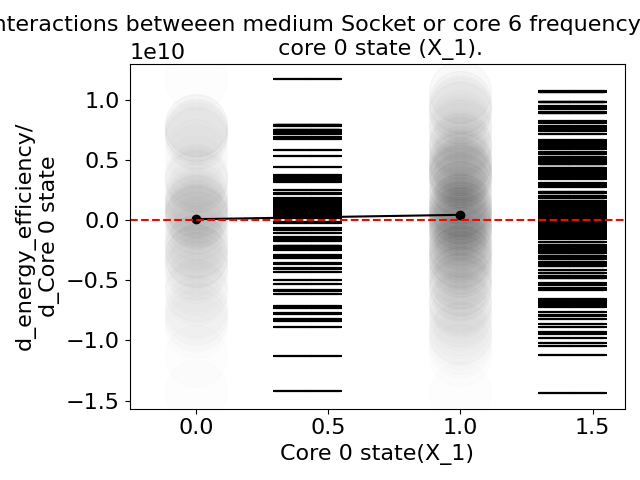 nteractions betweeen medium Socket or core 6 frequency
core 0 state (X_1).
1e10
1.0
0.5
0.0
−0.5
−1.0
−1.5
d_energy_efficiency/
d_Core 0 state
0.0
0.5
1.0
1.5
Core 0 state(X_1)